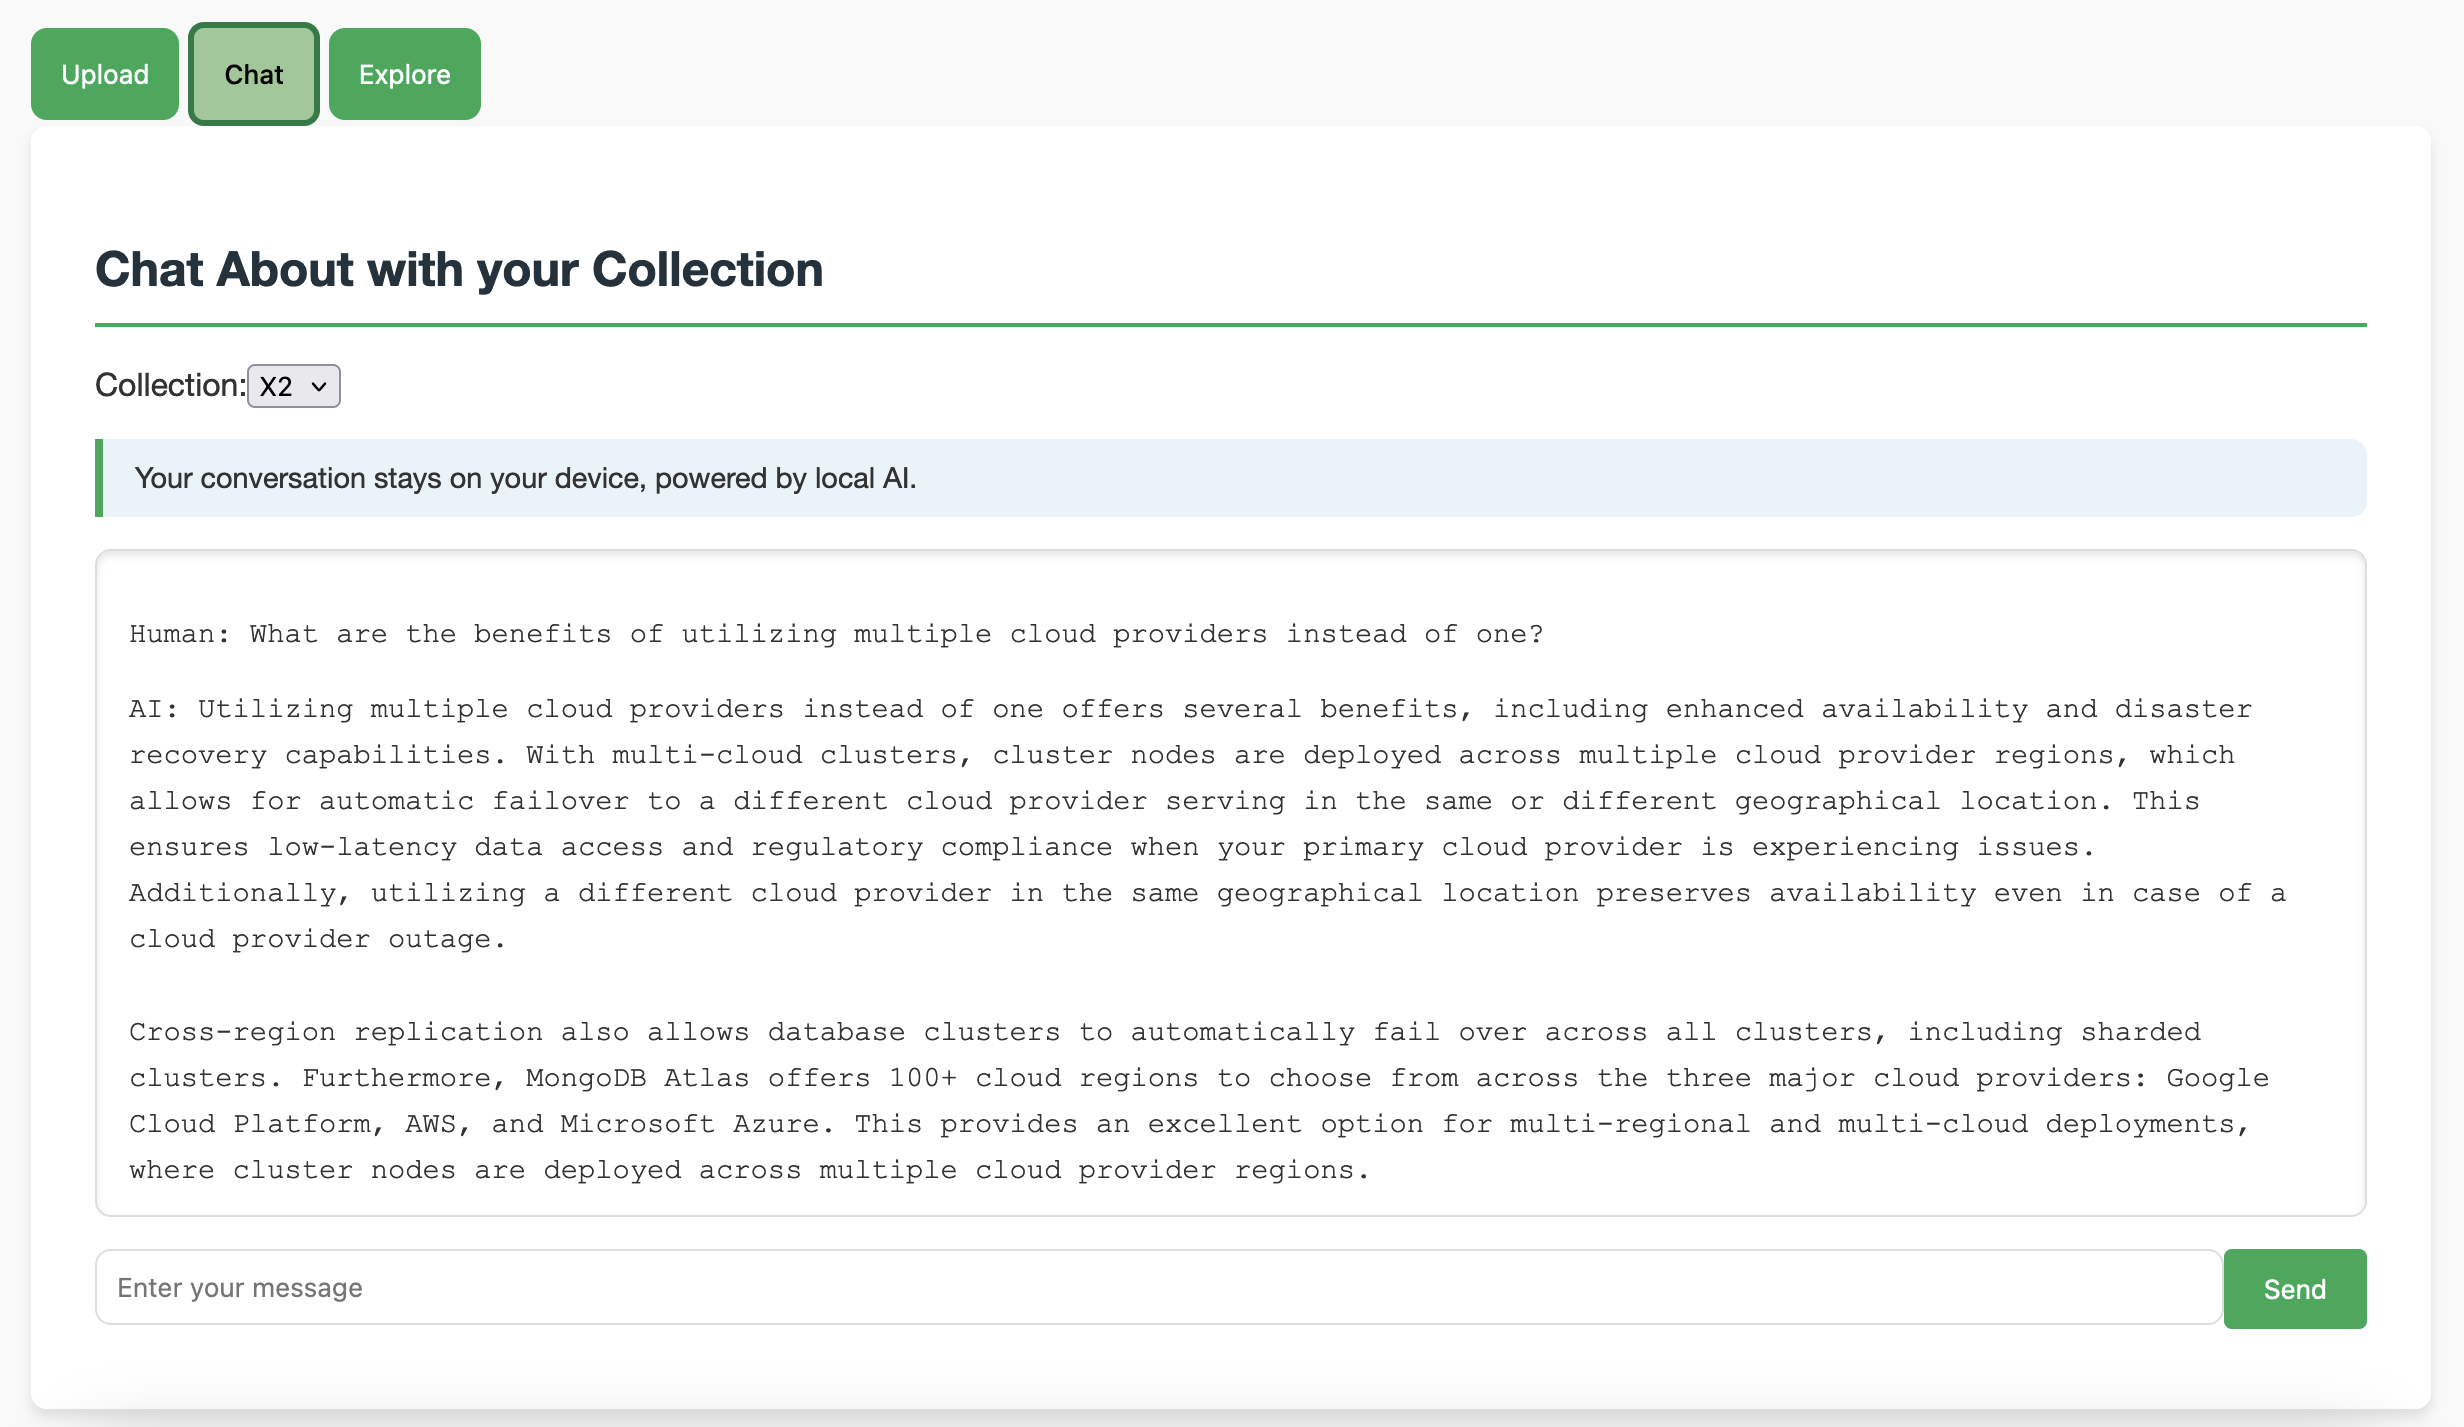 Upload
Chat
Explore
Chat About with your Collection
Collection: X2
Your conversation stays on your device, powered by local AI.
Human: What are the benefits of utilizing multiple cloud providers instead of one?
AI: Utilizing multiple cloud providers instead of one offers several benefits, including enhanced availability and disaster
recovery capabilities. With multi-cloud clusters, cluster nodes are deployed across multiple cloud provider regions, which
allows for automatic failover to a different cloud provider serving in the same or different geographical location. This
ensures low-latency data access and regulatory compliance when your primary cloud provider is experiencing issues.
Additionally, utilizing a different cloud provider in the same geographical location preserves availability even in case of a
cloud provider outage.
Cross-region replication also allows database clusters to automatically fail over across all clusters, including sharded
clusters. Furthermore, MongoDB Atlas offers 100+ cloud regions to choose from across the three major cloud providers: Google
Cloud Platform, AWS, and Microsoft Azure. This provides an excellent option for multi-regional and multi-cloud deployments,
where cluster nodes are deployed across multiple cloud provider regions.
Enter your message
Send